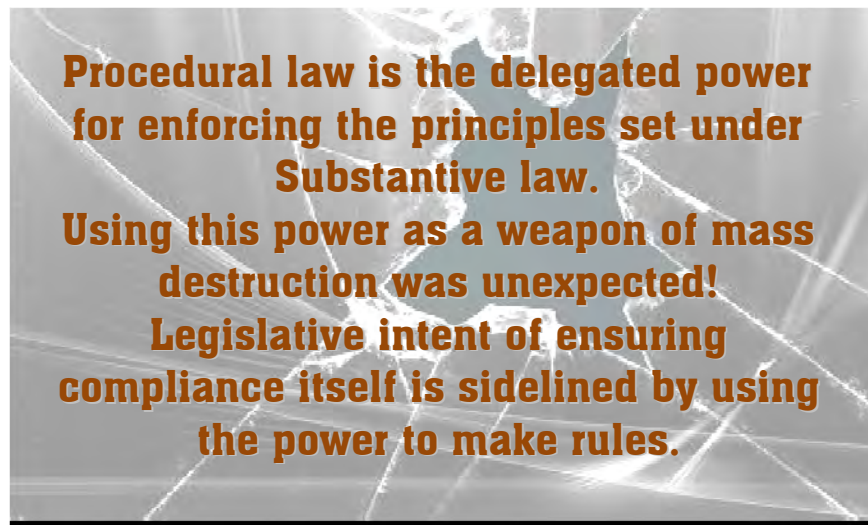 Procedural law is the delegated power
for enforcing the principles set under
Substantive law.
Using this power as a weapon of mass
destruction was unexpected!
Legislative intent of ensuring
compliance itself is sidelined by using
the power to make rules.